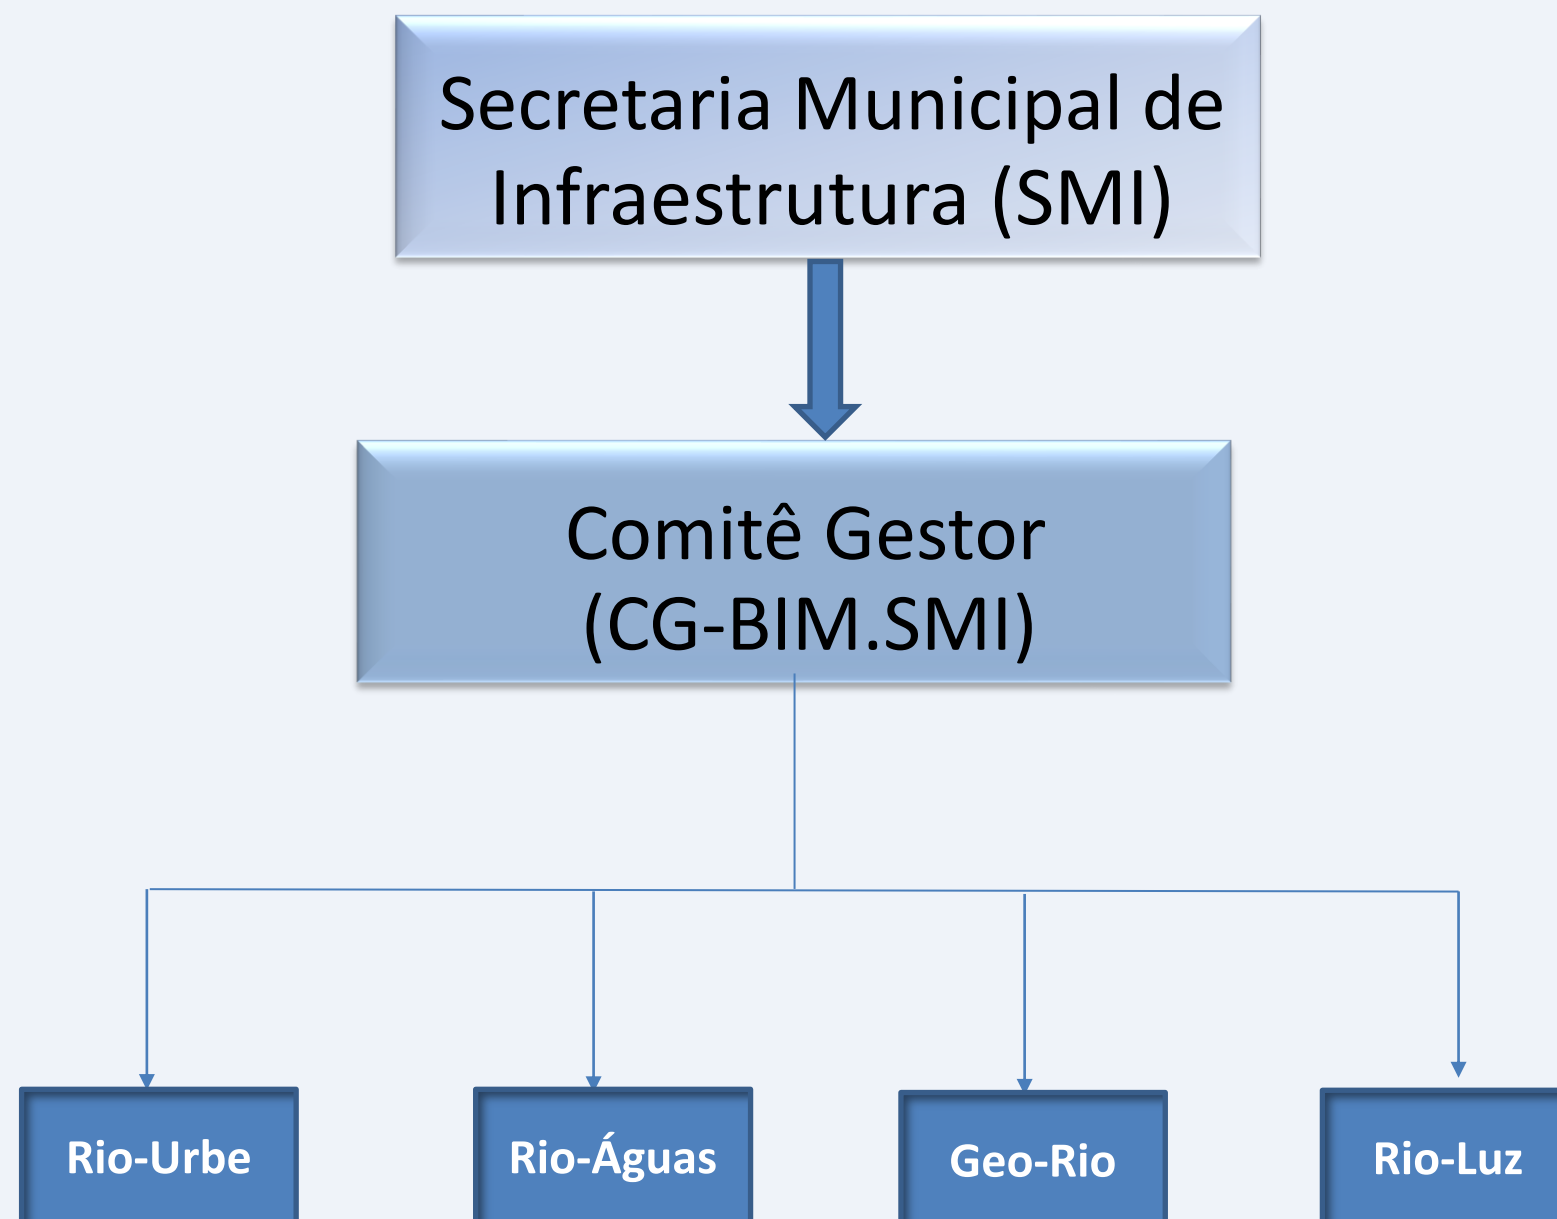 Secretaria Municipal de
Infraestrutura (SMI)
Comitê Gestor
(CG-BIM.SMI)
Rio-Urbe
Rio-Águas
Geo-Rio
Rio-Luz